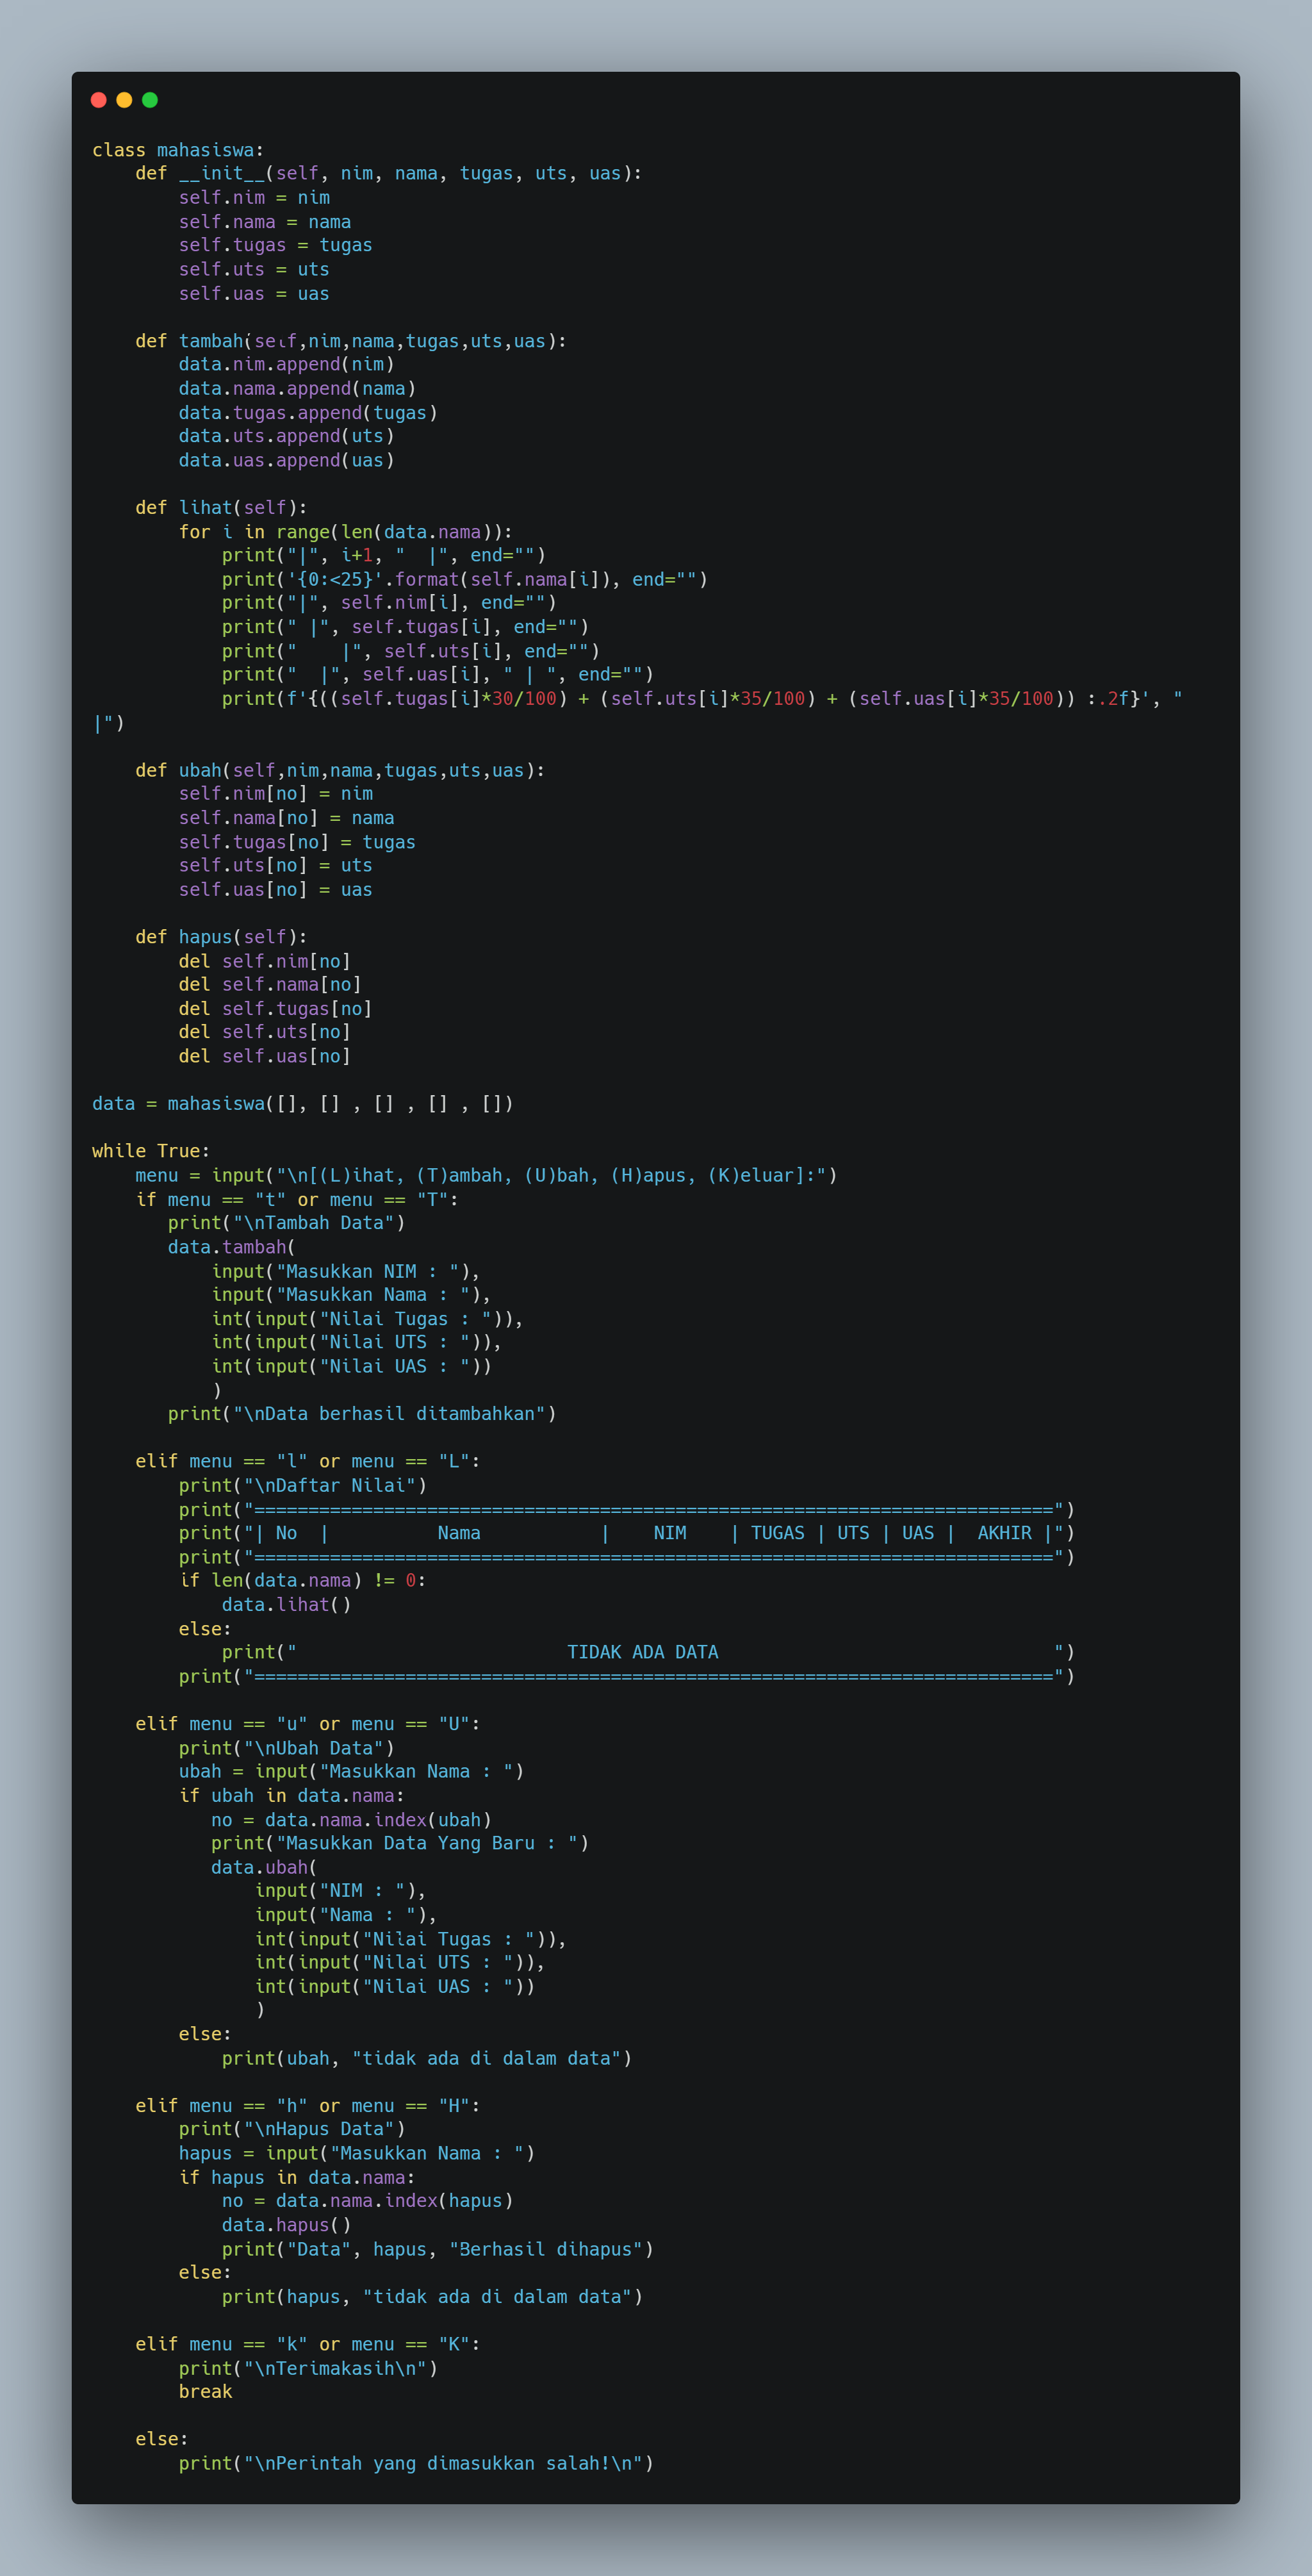 class mahasiswa:
    def __init__(self, nim, nama, tugas, uts, uas):
        self.nim = nim
        self.nama = nama
        self.tugas = tugas
        self.uts = uts
        self.uas = uas

    def tambah(self,nim,nama,tugas,uts,uas):
        data.nim.append(nim)
        data.nama.append(nama)
        data.tugas.append(tugas)
        data.uts.append(uts)
        data.uas.append(uas)

    def lihat(self):
        for i in range(len(data.nama)):
            print("|", i+1, "  |", end="")
            print('{0:<25}'.format(self.nama[i]), end="")
            print("|", self.nim[i], end="")
            print(" |", self.tugas[i], end="")
            print("    |", self.uts[i], end="")
            print("  |", self.uas[i], " | ", end="")
            print(f'{((self.tugas[i]*30/100) + (self.uts[i]*35/100) + (self.uas[i]*35/100)) :.2f}', "
|")

    def ubah(self,nim,nama,tugas,uts,uas):
        self.nim[no] = nim
        self.nama[no] = nama
        self.tugas[no] = tugas
        self.uts[no] = uts
        self.uas[no] = uas

    def hapus(self):
        del self.nim[no]
        del self.nama[no]
        del self.tugas[no]
        del self.uts[no]
        del self.uas[no]

data = mahasiswa([], [] , [] , [] , [])

while True:
    menu = input("\n[(L)ihat, (T)ambah, (U)bah, (H)apus, (K)eluar]:")
    if menu == "t" or menu == "T":
       print("\nTambah Data")
       data.tambah(
           input("Masukkan NIM : "),
           input("Masukkan Nama : "),
           int(input("Nilai Tugas : ")),
           int(input("Nilai UTS : ")),
           int(input("Nilai UAS : "))
           )
       print("\nData berhasil ditambahkan")

    elif menu == "l" or menu == "L":
        print("\nDaftar Nilai")
        print("==========================================================================")
        print("| No  |          Nama           |    NIM    | TUGAS | UTS | UAS |  AKHIR |")
        print("==========================================================================")
        if len(data.nama) != 0:
            data.lihat()
        else:
            print("                         TIDAK ADA DATA                               ")
        print("==========================================================================")

    elif menu == "u" or menu == "U":
        print("\nUbah Data")
        ubah = input("Masukkan Nama : ")
        if ubah in data.nama:
           no = data.nama.index(ubah)
           print("Masukkan Data Yang Baru : ")
           data.ubah(
               input("NIM : "),
               input("Nama : "),
               int(input("Nilai Tugas : ")),
               int(input("Nilai UTS : ")),
               int(input("Nilai UAS : "))
               )
        else:
            print(ubah, "tidak ada di dalam data")

    elif menu == "h" or menu == "H":
        print("\nHapus Data")
        hapus = input("Masukkan Nama : ")
        if hapus in data.nama:
            no = data.nama.index(hapus)
            data.hapus()
            print("Data", hapus, "Berhasil dihapus")
        else:
            print(hapus, "tidak ada di dalam data")

    elif menu == "k" or menu == "K":
        print("\nTerimakasih\n")
        break

    else:
        print("\nPerintah yang dimasukkan salah!\n")